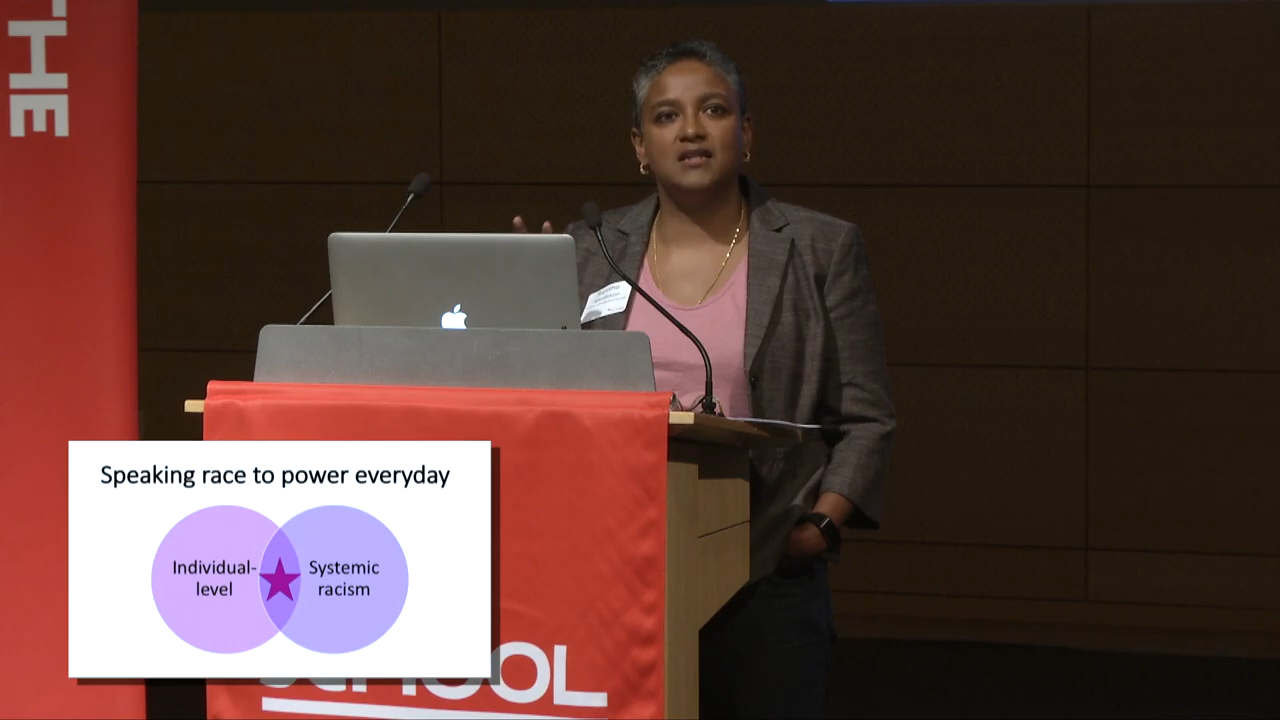 THE
Speaking race to power everyday
Individual-
level
Systemic
racism
SCHOOL